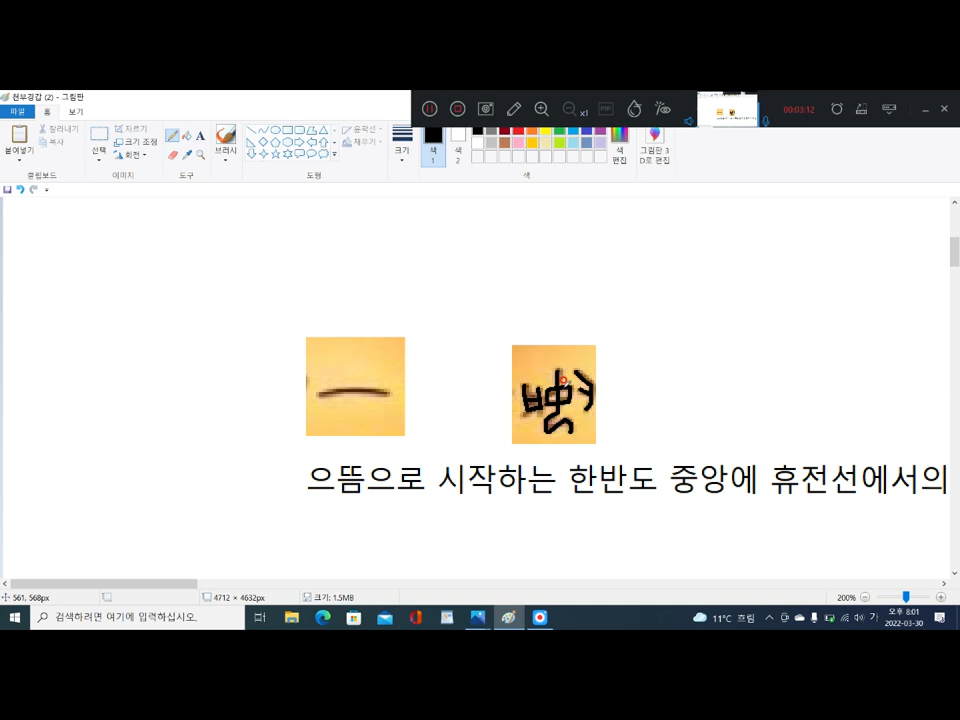 천부경갑 (2) - 그림판
00:03:12
파일 홈 보기
붙여넣기
잘라내기
복사
클립보드
선택
자르기
크기 조정
회전
이미지
A
도구
브러시
윤곽선
채우기
도형
크기
색 1
색 2
색 편집
그림판 3D로 편집
색
으뜸으로 시작하는 한반도 중앙에 휴전선에서의
561, 568px
4712 × 4632px
크기: 1.5MB
200%
검색하려면 여기에 입력하십시오.
11°C 흐림
가
오후 8:01
2022-03-30